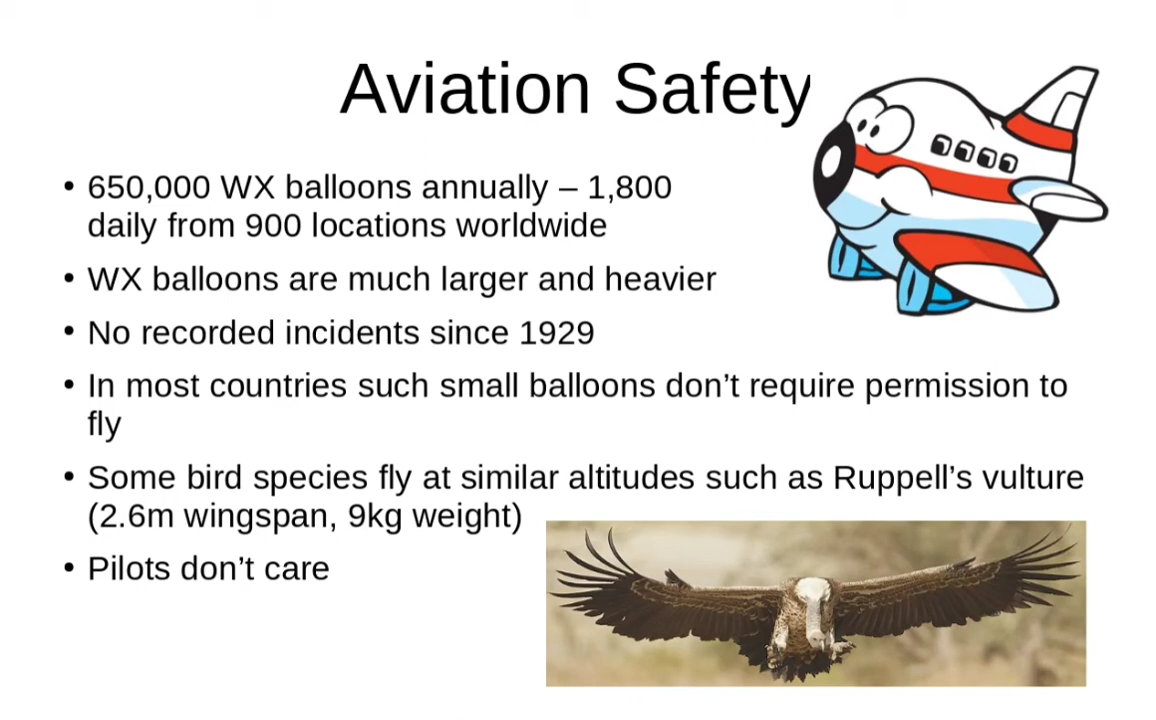 Aviation Safety
• 650,000 WX balloons annually – 1,800
daily from 900 locations worldwide
• WX balloons are much larger and heavier
• No recorded incidents since 1929
• In most countries such small balloons don’t require permission to
fly
• Some bird species fly at similar altitudes such as Ruppell’s vulture
(2.6m wingspan, 9kg weight)
• Pilots don’t care